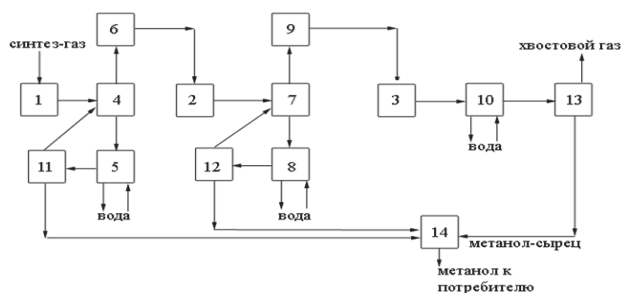 6
9
синтез-газ
хвостовой газ
1
4
2
7
3
10
13
вода
11
5
12
8
вода
вода
14
метанол-сырец
метанол к
потребителю